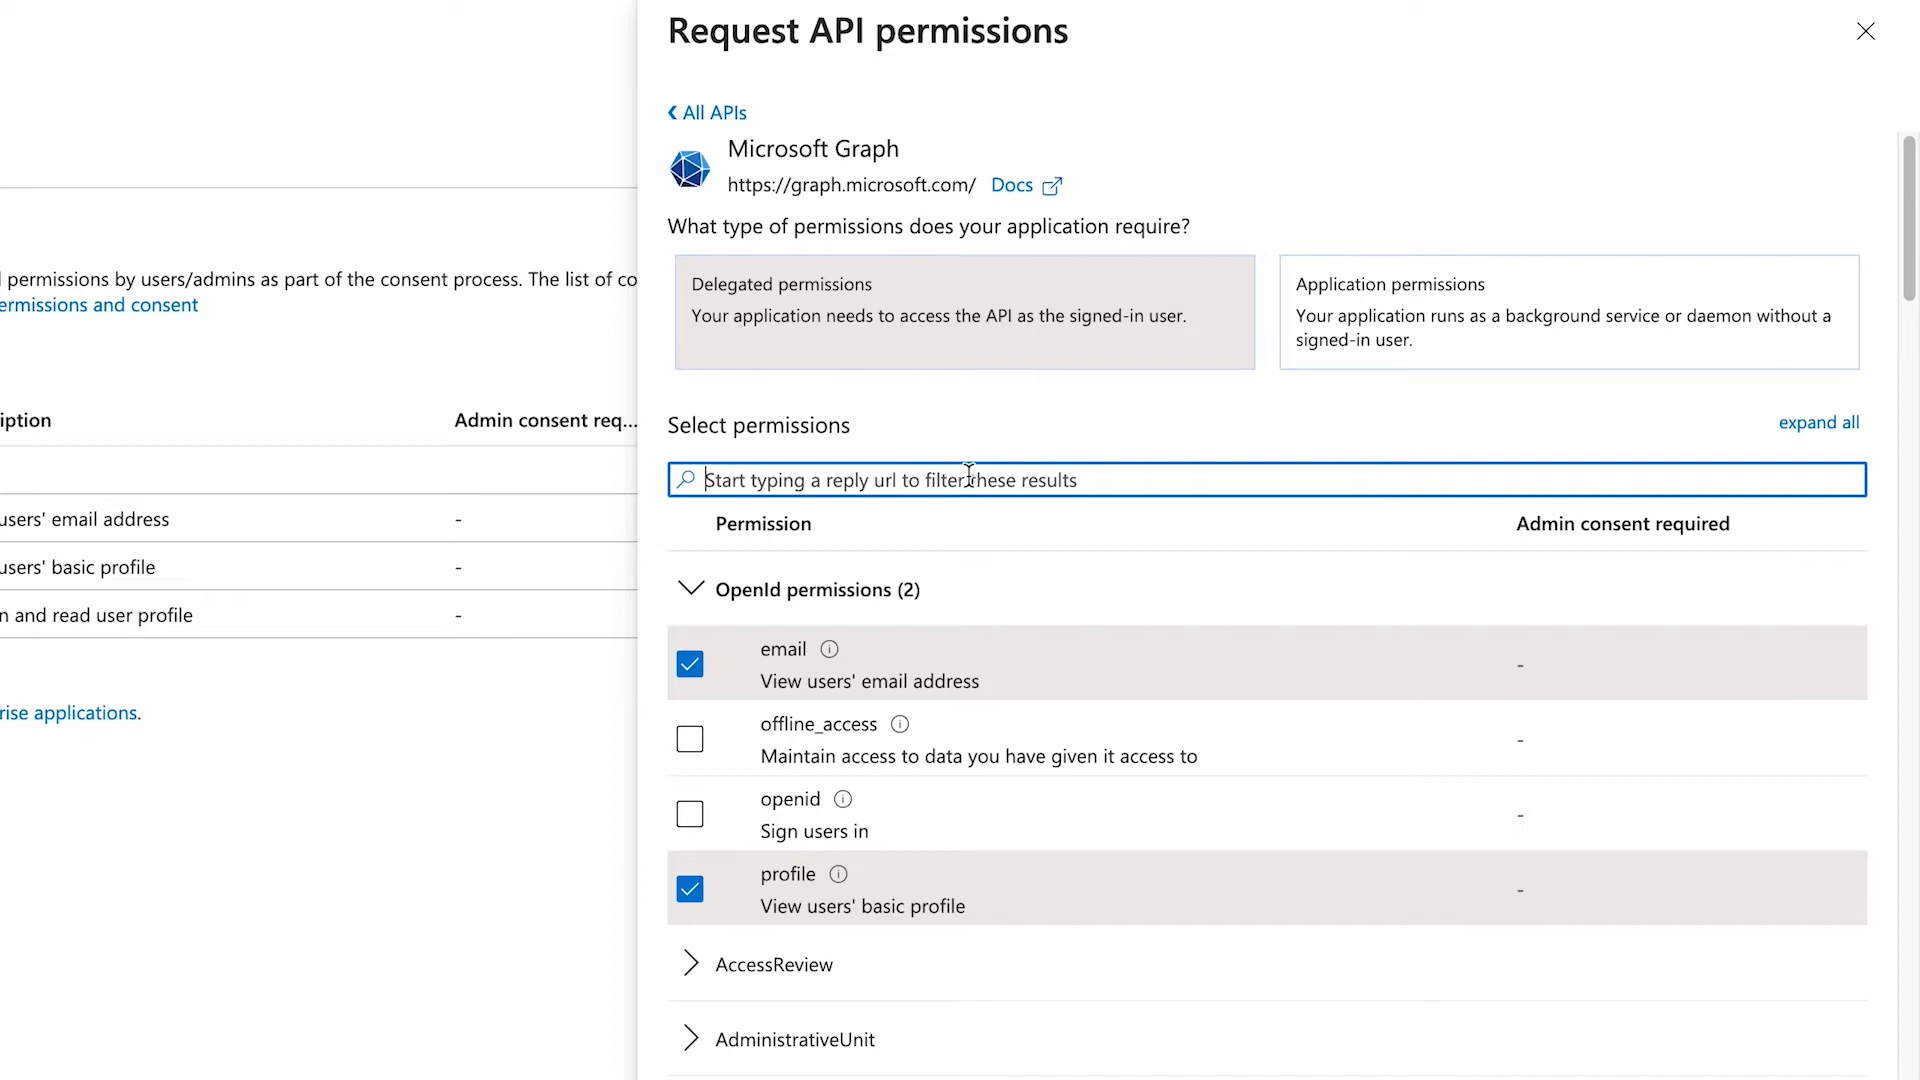 Request API permissions
All APIs
Microsoft Graph
https://graph.microsoft.com/ Docs
What type of permissions does your application require?
Delegated permissions
Your application needs to access the API as the signed-in user.
Application permissions
Your application runs as a background service or daemon without a
signed-in user.
permissions by users/admins as part of the consent process. The list of co
ermissions and consent
iption Admin consent req...
users' email address -
users' basic profile -
n and read user profile -
rise applications.
Select permissions
expand all
Start typing a reply url to filter these results
Permission Admin consent required
OpenId permissions (2)
email
View users' email address
-
offline_access
Maintain access to data you have given it access to
-
openid
Sign users in
-
profile
View users' basic profile
-
AccessReview
AdministrativeUnit